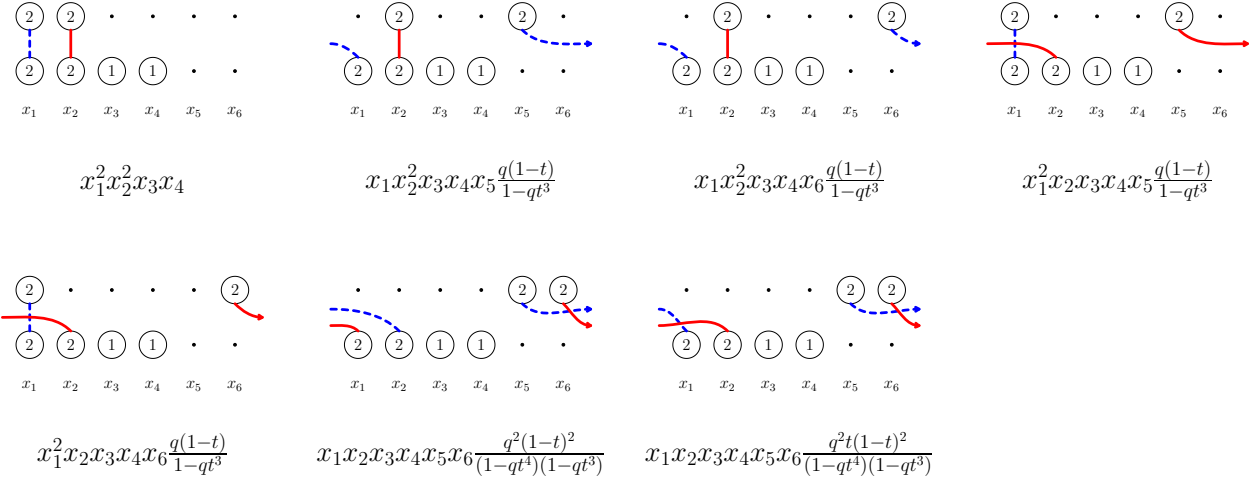 2 2 2 2 2 2 2 2
2 2 1 1 2 2 1 1 2 2 1 1 2 2 1 1
x_1 x_2 x_3 x_4 x_5 x_6 x_1 x_2 x_3 x_4 x_5 x_6 x_1 x_2 x_3 x_4 x_5 x_6 x_1 x_2 x_3 x_4 x_5 x_6
x_1^2x_2^2x_3x_4 x_1x_2^2x_3x_4x_5\frac{q(1-t)}{1-qt^3} x_1x_2^2x_3x_4x_6\frac{q(1-t)}{1-qt^3} x_1^2x_2x_3x_4x_5\frac{q(1-t)}{1-qt^3}
2 2 2 2 2 2
2 2 1 1 2 2 1 1 2 2 1 1
x_1 x_2 x_3 x_4 x_5 x_6 x_1 x_2 x_3 x_4 x_5 x_6 x_1 x_2 x_3 x_4 x_5 x_6
x_1^2x_2x_3x_4x_6\frac{q(1-t)}{1-qt^3} x_1x_2x_3x_4x_5x_6\frac{q^2(1-t)^2}{(1-qt^4)(1-qt^3)} x_1x_2x_3x_4x_5x_6\frac{q^2t(1-t)^2}{(1-qt^4)(1-qt^3)}